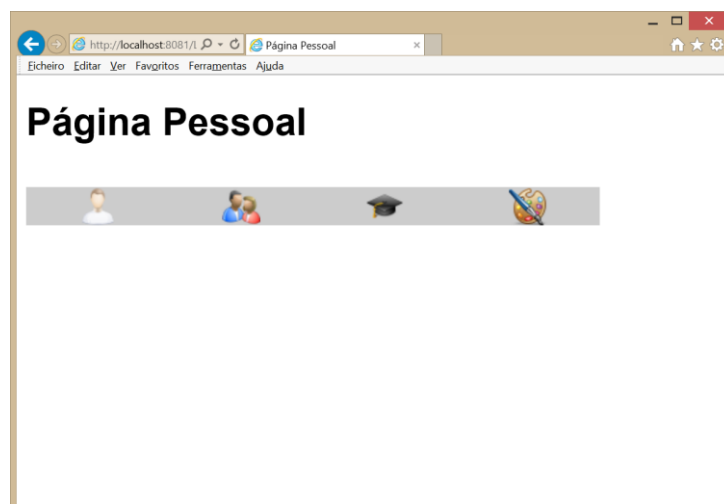 http://localhost:8081/
Página Pessoal
Ficheiro Editar Ver Favoritos Ferramentas Ajuda
Página Pessoal